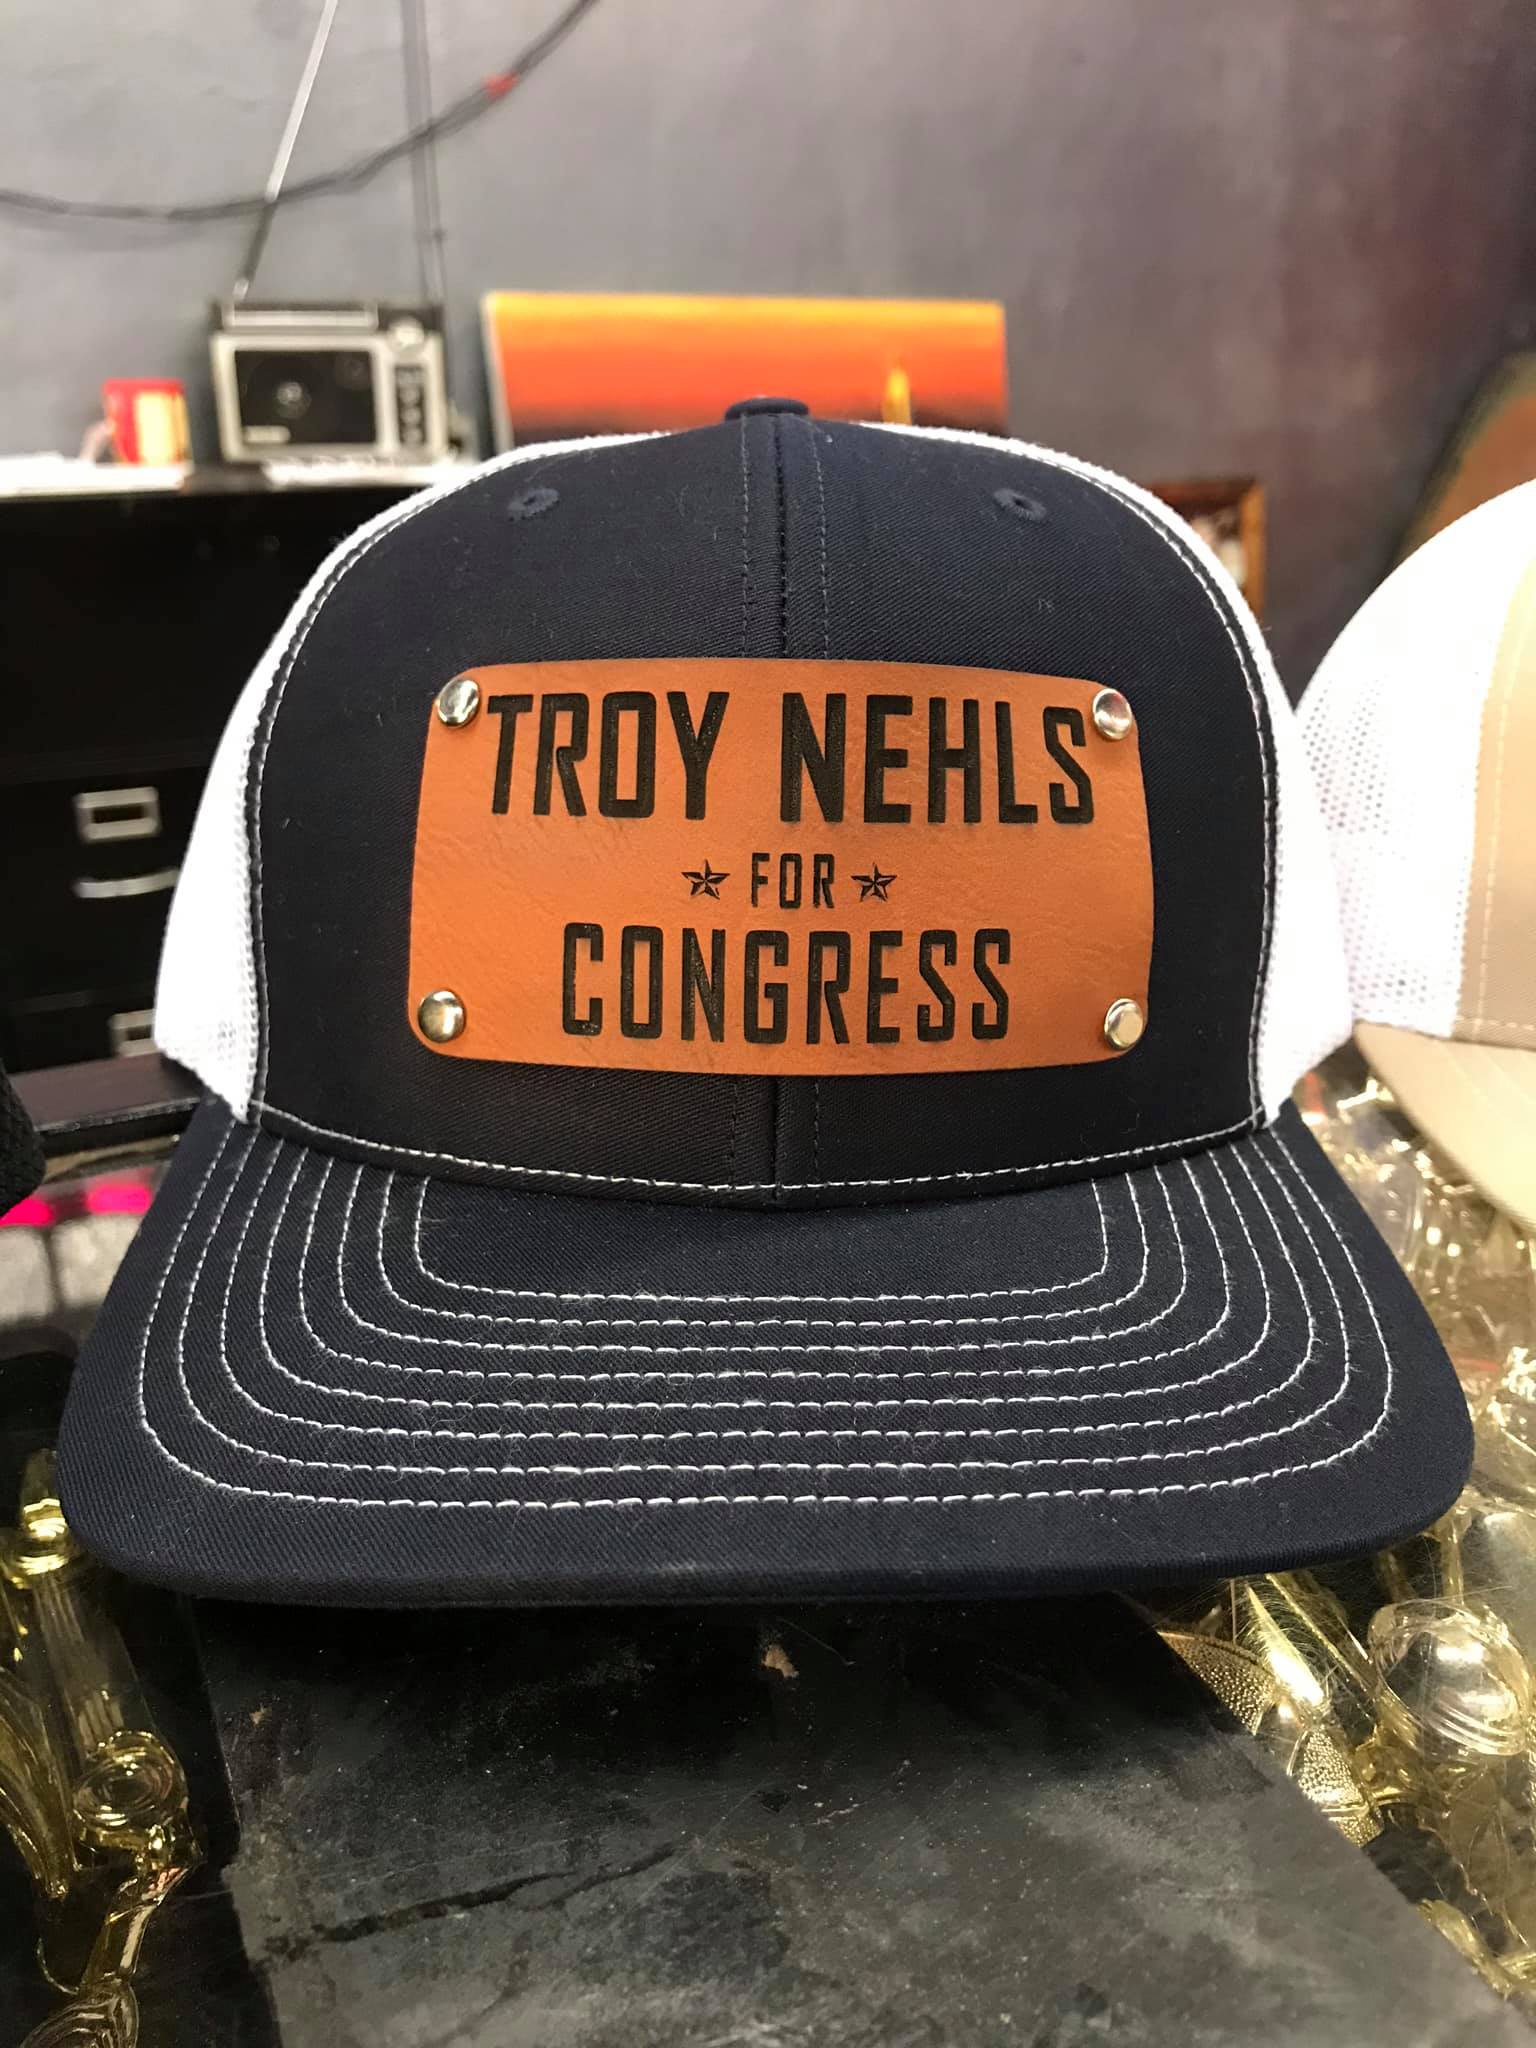 TROY NEHLS
★ FOR ★
CONGRESS